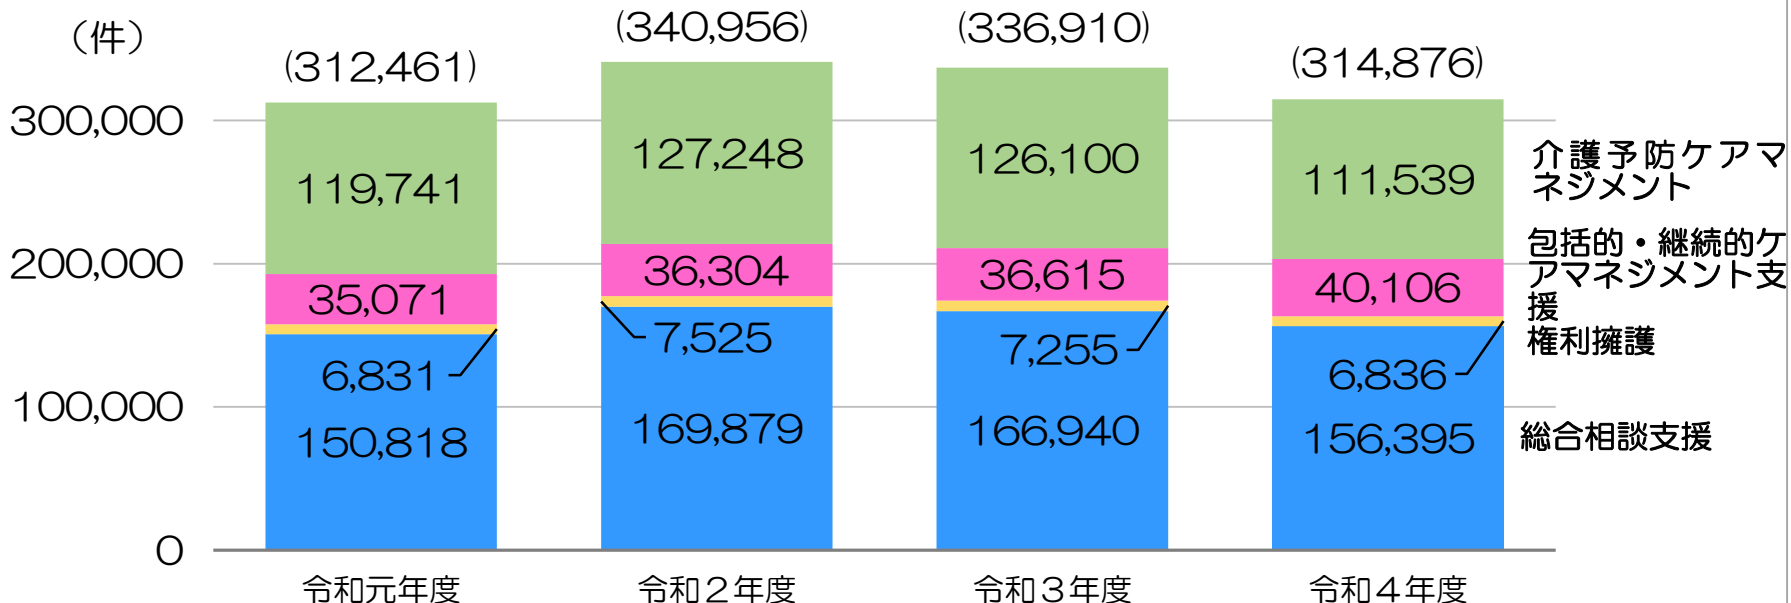 （件）
(312,461)
(340,956)
(336,910)
(314,876)
300,000
200,000
100,000
0
119,741
127,248
126,100
111,539
35,071
36,304
36,615
40,106
6,831
7,525
7,255
6,836
150,818
169,879
166,940
156,395
介護予防ケアマ
ネジメント
包括的・継続的ケ
アマネジメント支
援
権利擁護
総合相談支援
令和元年度
令和２年度
令和３年度
令和４年度